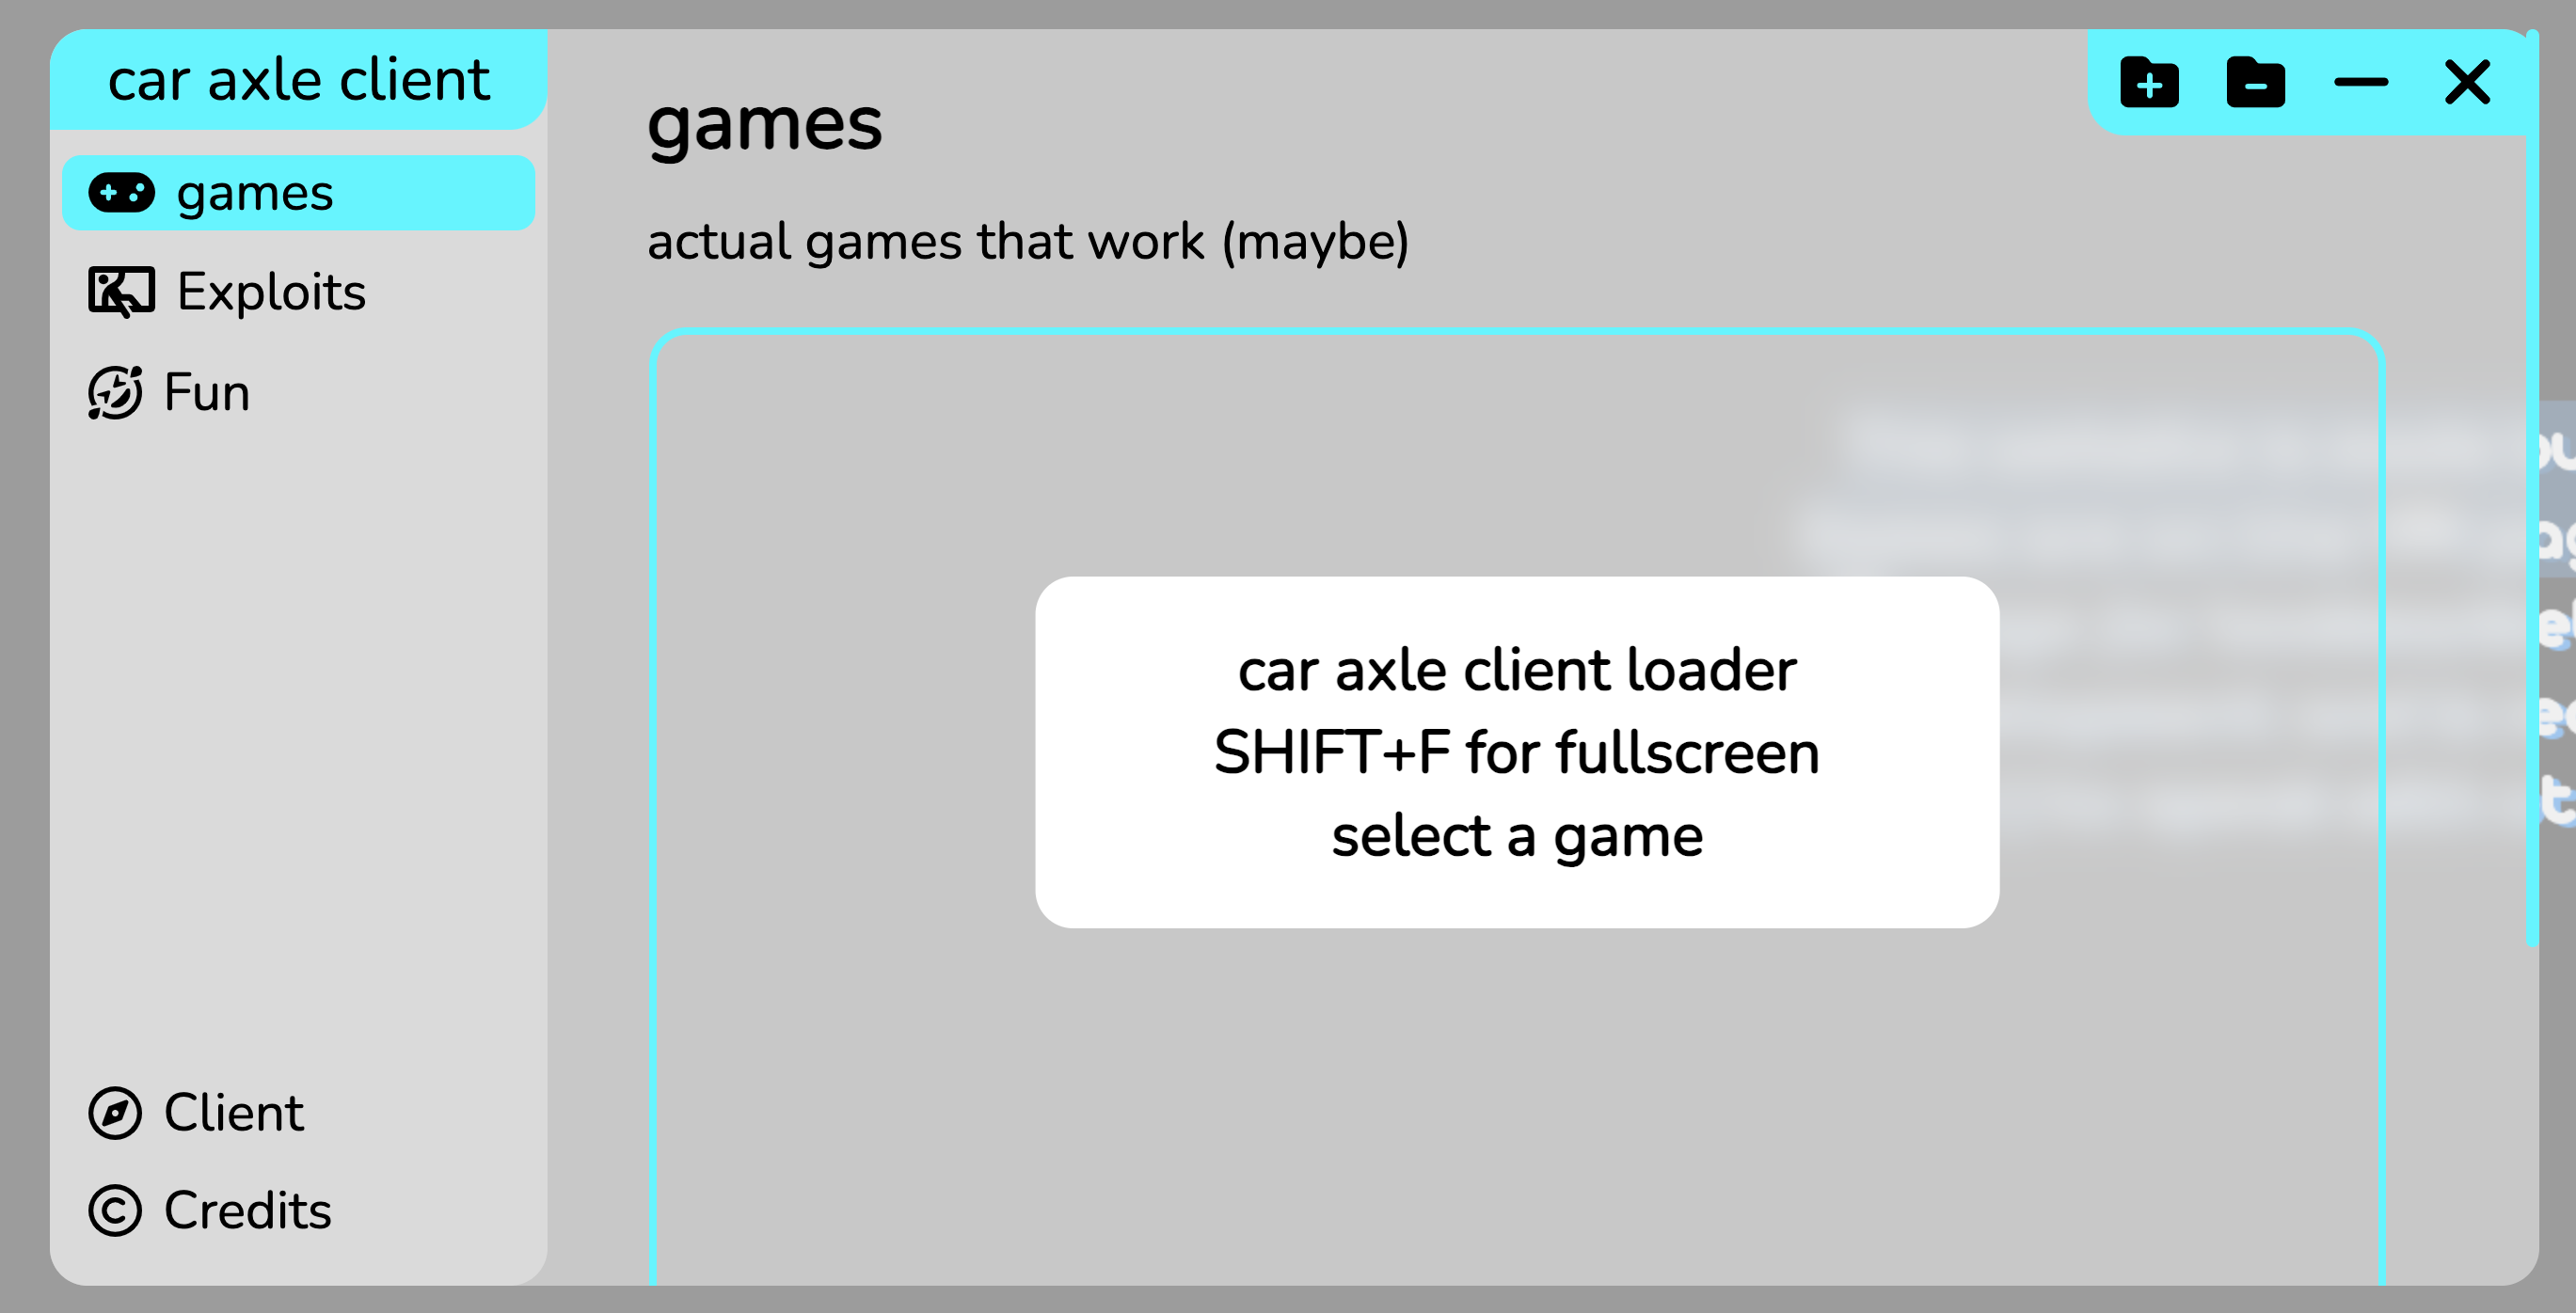 car axle client
games
Exploits
Fun
Client
Credits
games
actual games that work (maybe)
car axle client loader
SHIFT+F for fullscreen
select a game